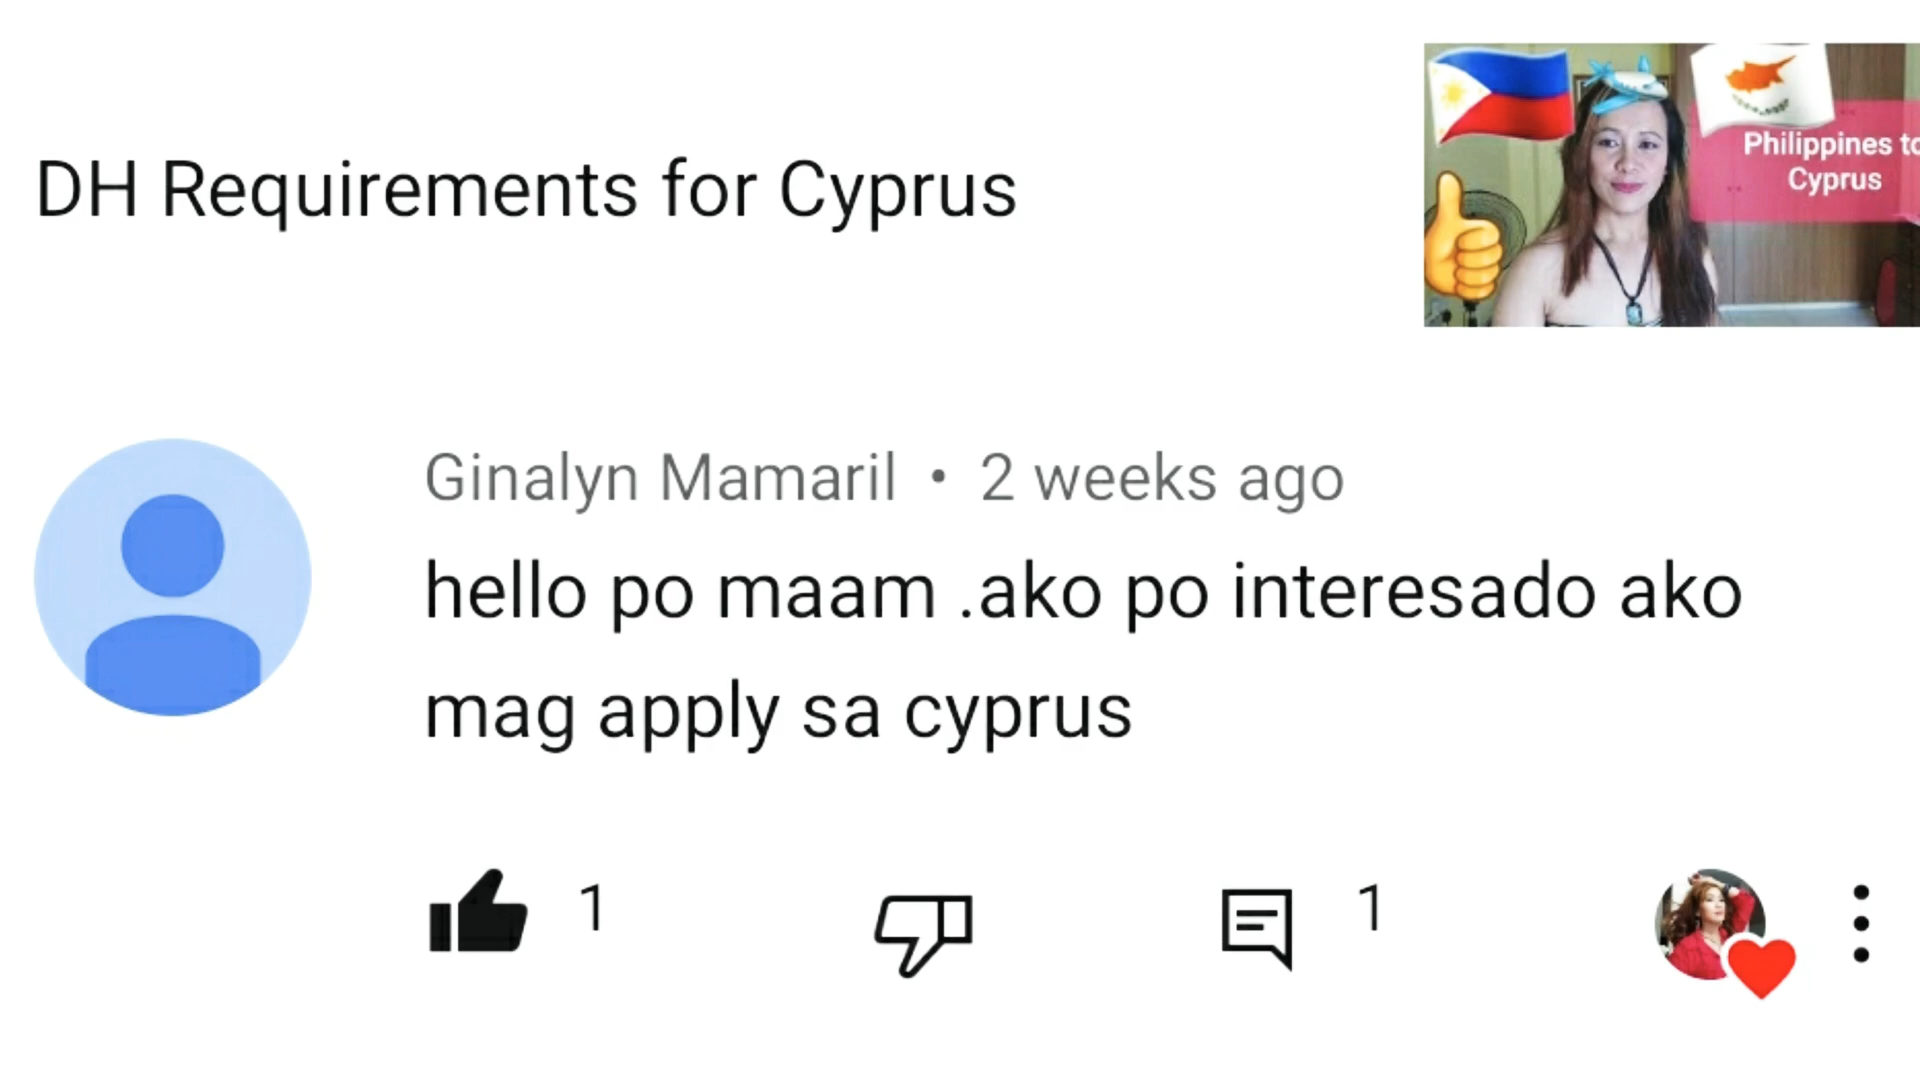 DH Requirements for Cyprus
Philippines to
Cyprus
Ginalyn Mamaril • 2 weeks ago
hello po maam .ako po interesado ako
mag apply sa cyprus
1
1